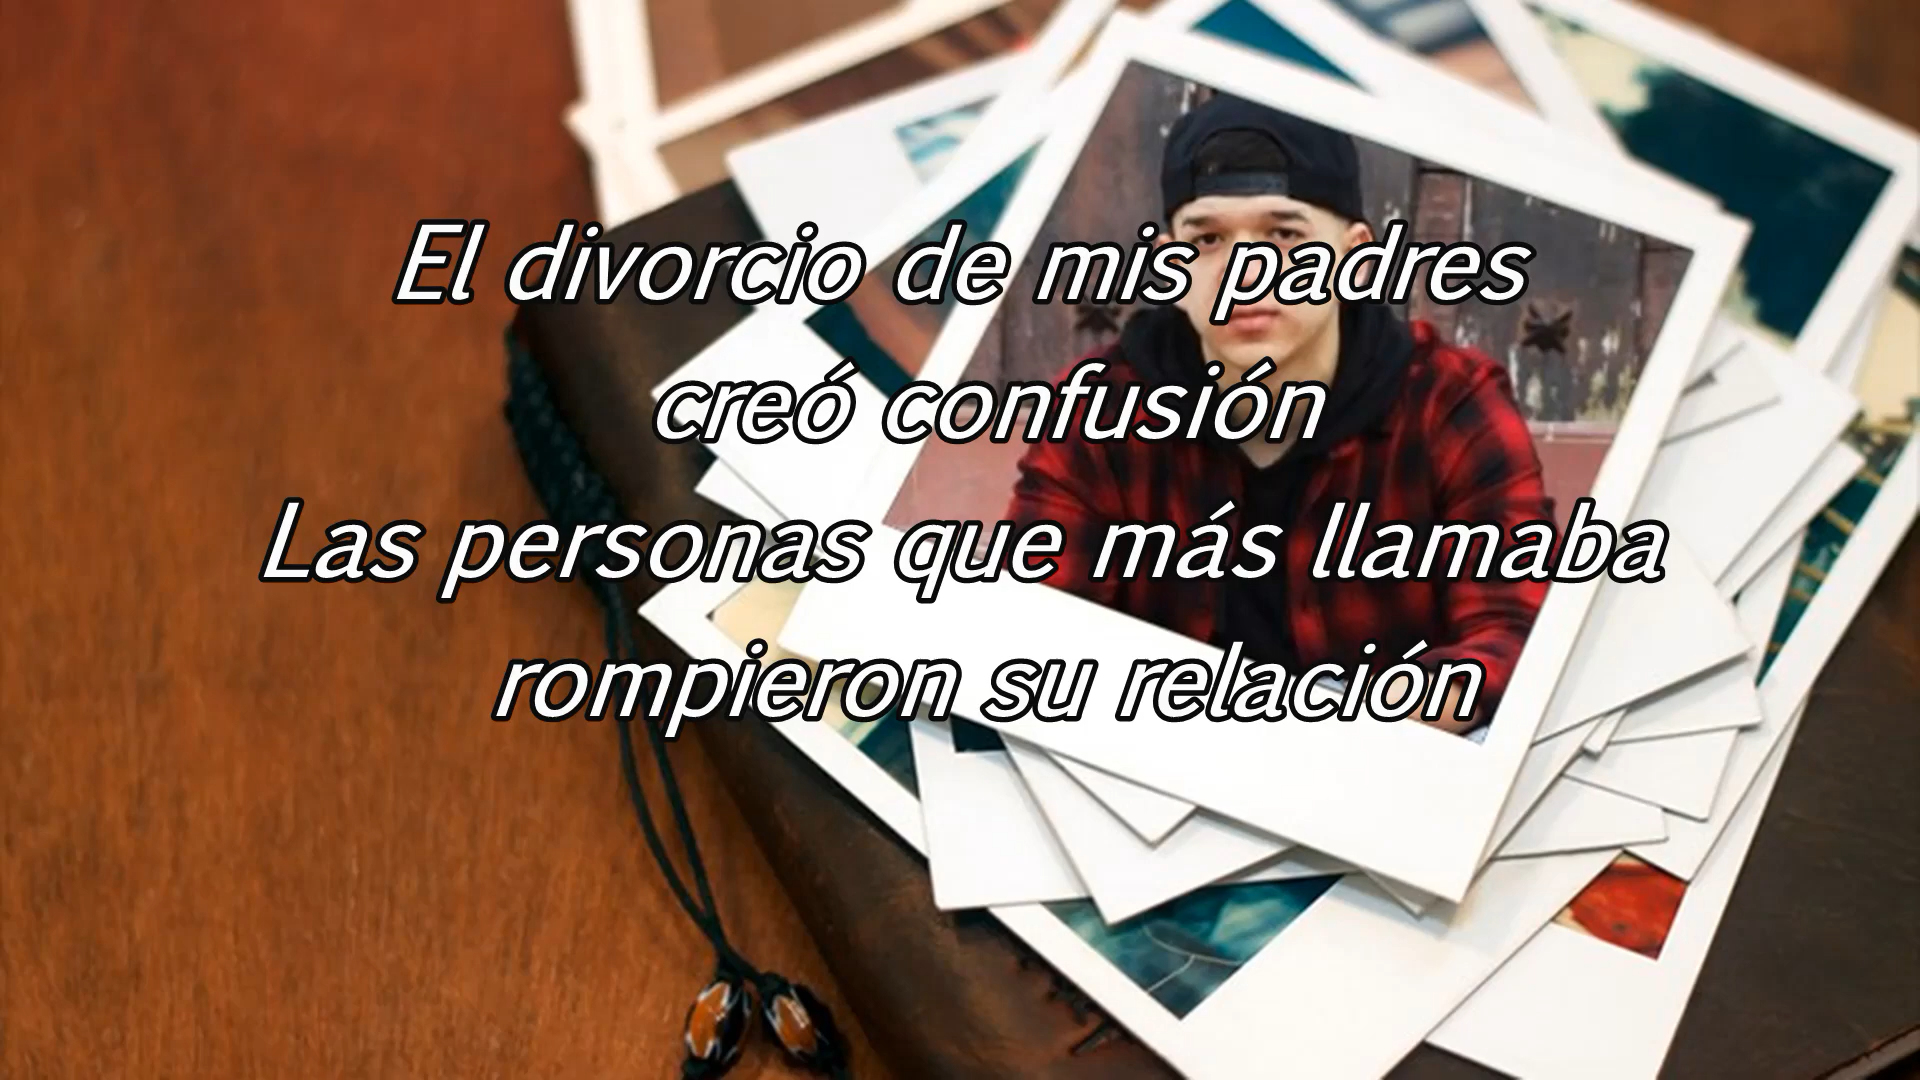 El divorcio de mis padres
creó confusión
Las personas que más llamaba
rompieron su relación